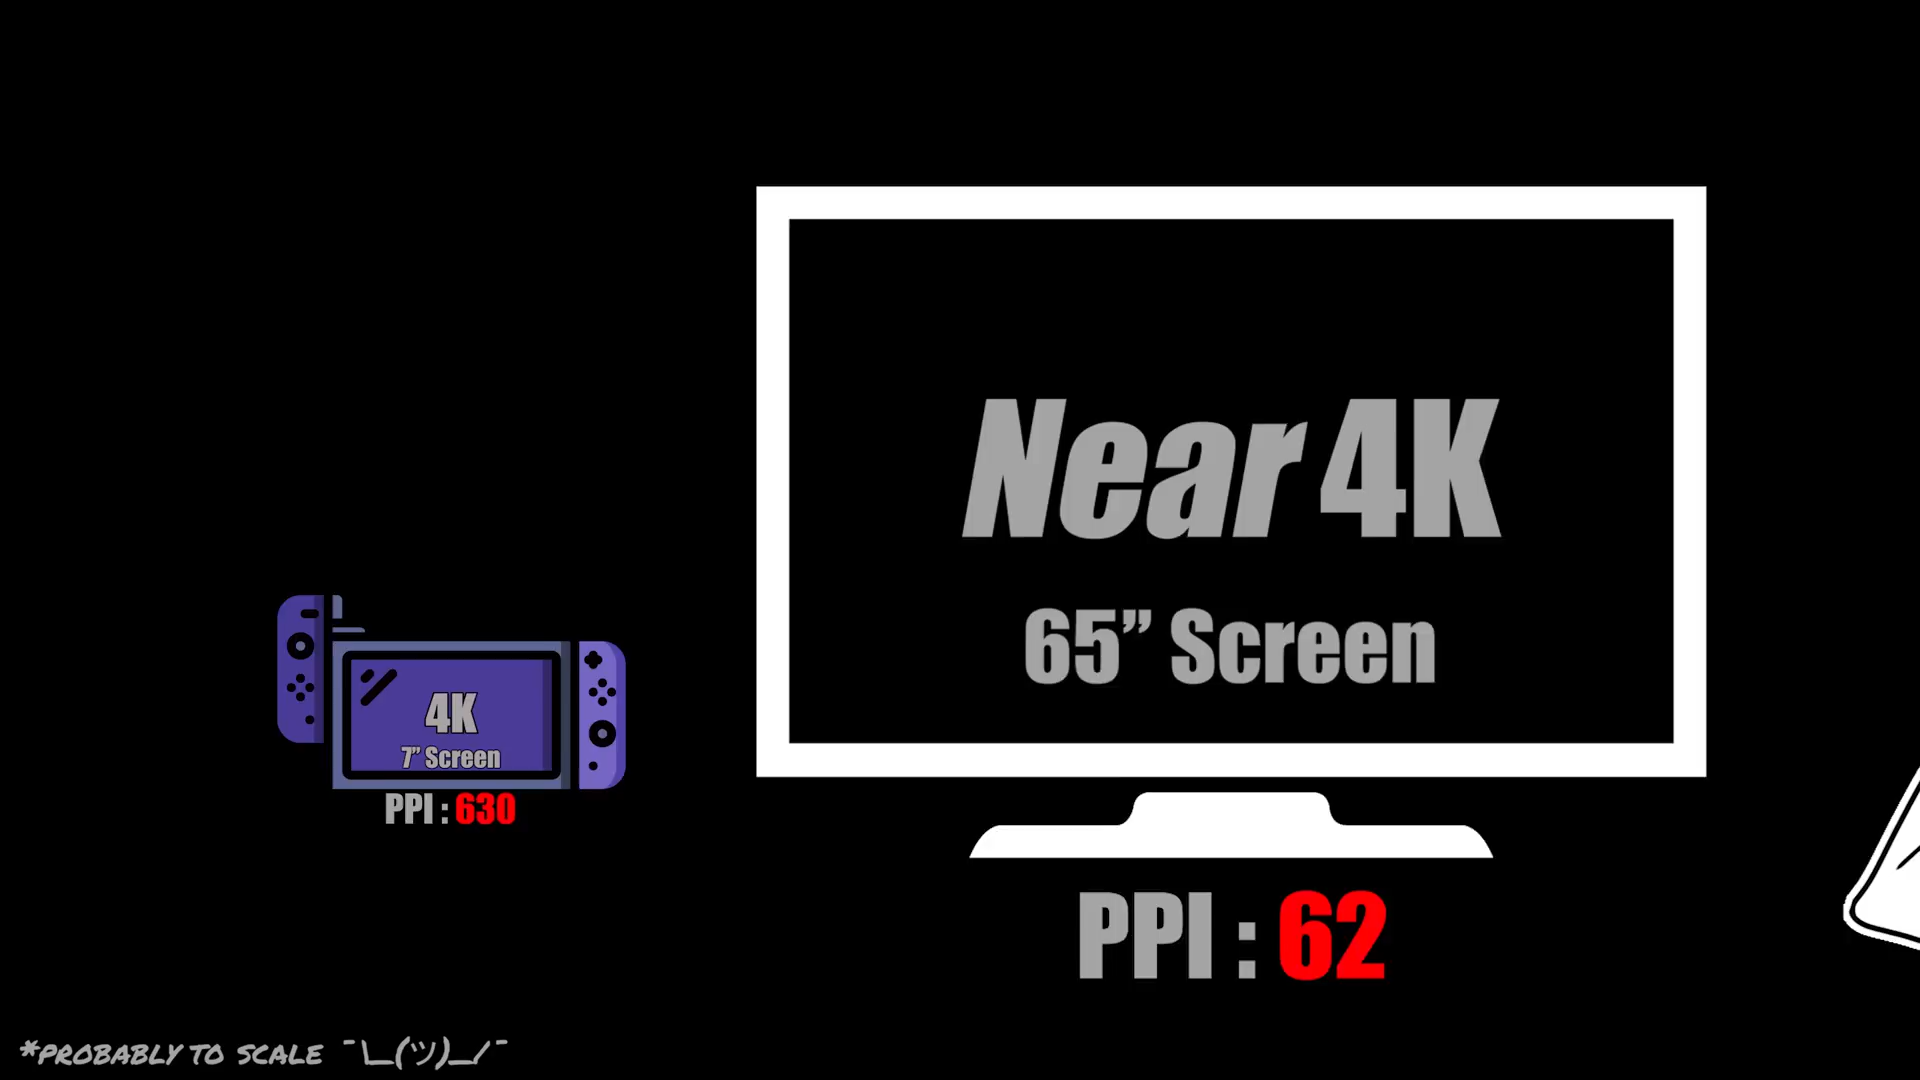 4K
7” Screen
PPI : 630
Near 4K
65” Screen
PPI : 62
*PROBABLY TO SCALE ¯\_(ツ)_/¯